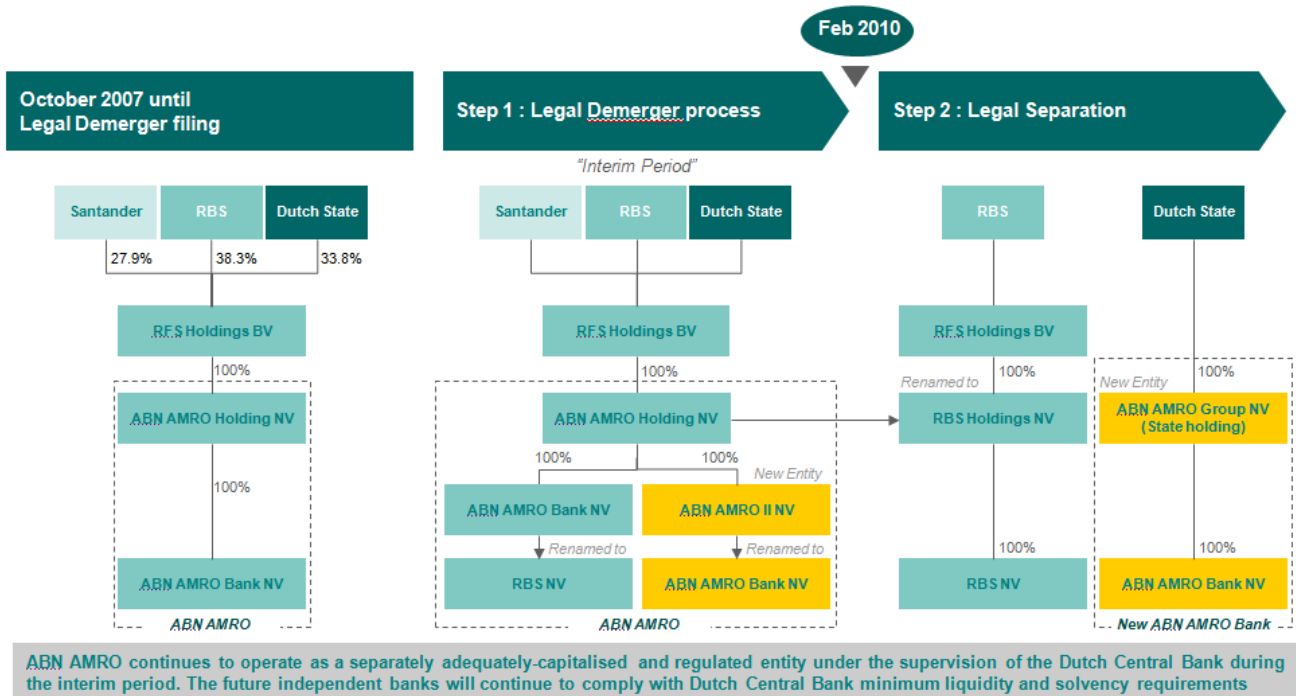 Feb 2010
October 2007 until
Legal Demerger filing
Step 1 : Legal Demerger process
Step 2 : Legal Separation
"Interim Period"
Santander
RBS
Dutch State
27.9%
38.3%
33.8%
RFS Holdings BV
100%
ABN AMRO Holding NV
100%
ABN AMRO Bank NV
ABN AMRO
Santander
RBS
Dutch State
RFS Holdings BV
100%
ABN AMRO Holding NV
100%
100%
New Entity
ABN AMRO Bank NV
ABN AMRO II NV
Renamed to
Renamed to
RBS NV
ABN AMRO Bank NV
ABN AMRO
RBS
Dutch State
RFS Holdings BV
Renamed to
100%
New Entity
100%
RBS Holdings NV
ABN AMRO Group NV
(State holding)
100%
100%
RBS NV
ABN AMRO Bank NV
New ABN AMRO Bank
ABN AMRO continues to operate as a separately adequately-capitalised and regulated entity under the supervision of the Dutch Central Bank during
the interim period. The future independent banks will continue to comply with Dutch Central Bank minimum liquidity and solvency requirements